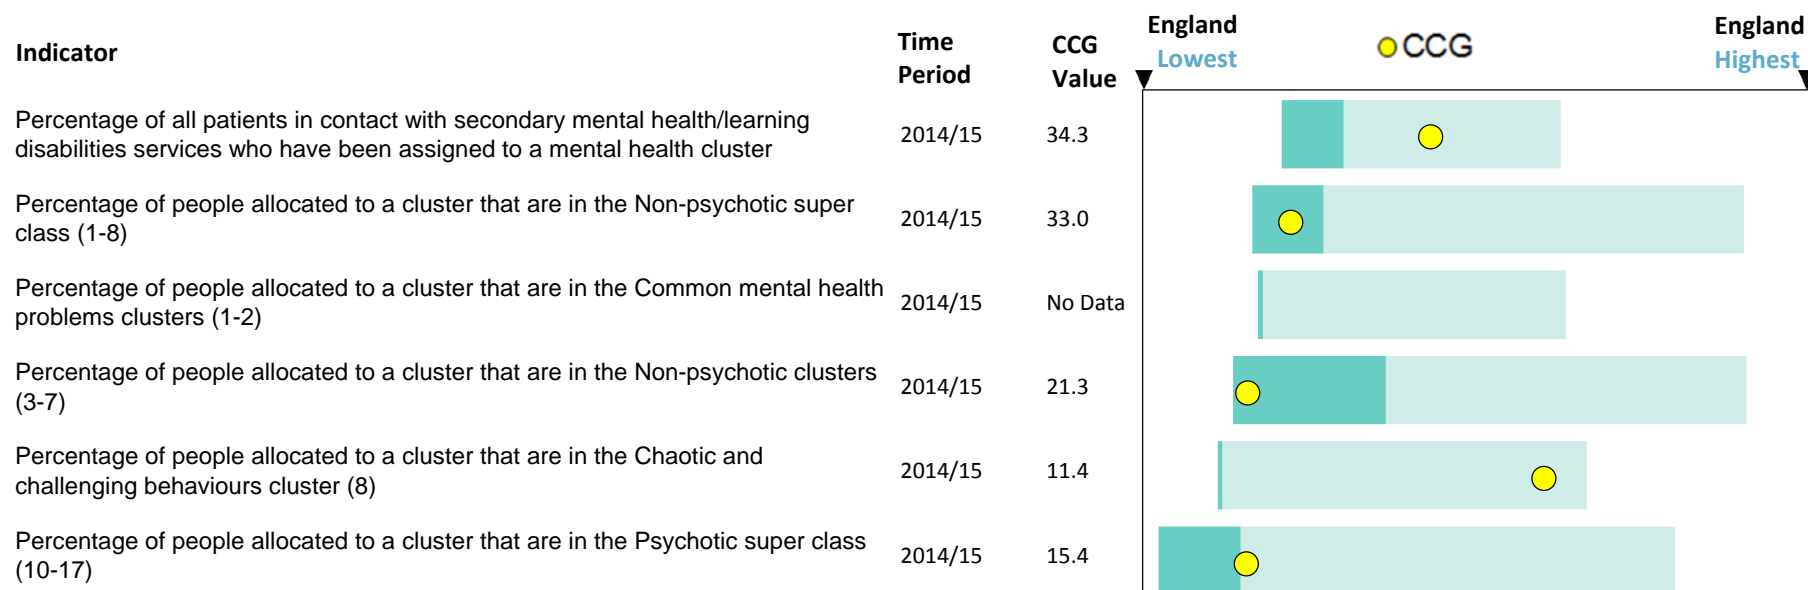 Indicator
Time
Period
CCG
Value
England
Lowest
CCG
England
Highest
Percentage of all patients in contact with secondary mental health/learning
disabilities services who have been assigned to a mental health cluster
2014/15
34.3
Percentage of people allocated to a cluster that are in the Non-psychotic super
class (1-8)
2014/15
33.0
Percentage of people allocated to a cluster that are in the Common mental health
problems clusters (1-2)
2014/15
No Data
Percentage of people allocated to a cluster that are in the Non-psychotic clusters
(3-7)
2014/15
21.3
Percentage of people allocated to a cluster that are in the Chaotic and
challenging behaviours cluster (8)
2014/15
11.4
Percentage of people allocated to a cluster that are in the Psychotic super class
(10-17)
2014/15
15.4